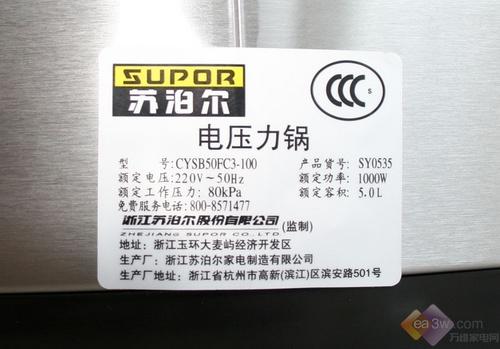 SUPOR
苏泊尔
CCC S
电压力锅
型 号:CYSB50FC3-100 产品货号: SY0535
额定电压:220V～50Hz 额定功率: 1000W
额定工作压力: 80kPa 额定容积: 5.0L
免费服务电话:800-8571477
浙江苏泊尔股份有限公司 (监制)
ZHEJIANG SUPOR CO.,LTD
地址: 浙江玉环大麦屿经济开发区
生产厂: 浙江苏泊尔家电制造有限公司
生产厂址: 浙江省杭州市高新(滨江)区滨安路501号
ea3w.com
万维家电网